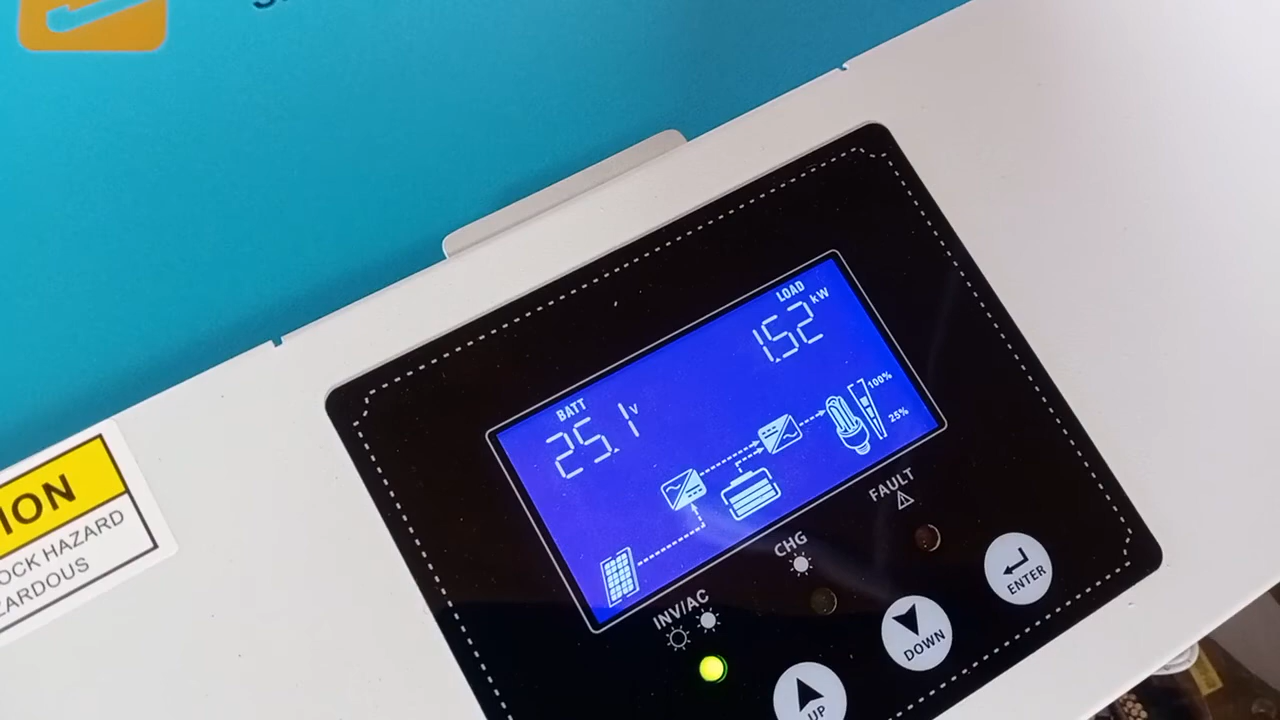 ION
OCK HAZARD
ZARDOUS
LOAD
1.52 kW
BATT
25.1 v
100%
25%
FAULT
CHG
INV/AC
ENTER
DOWN
UP